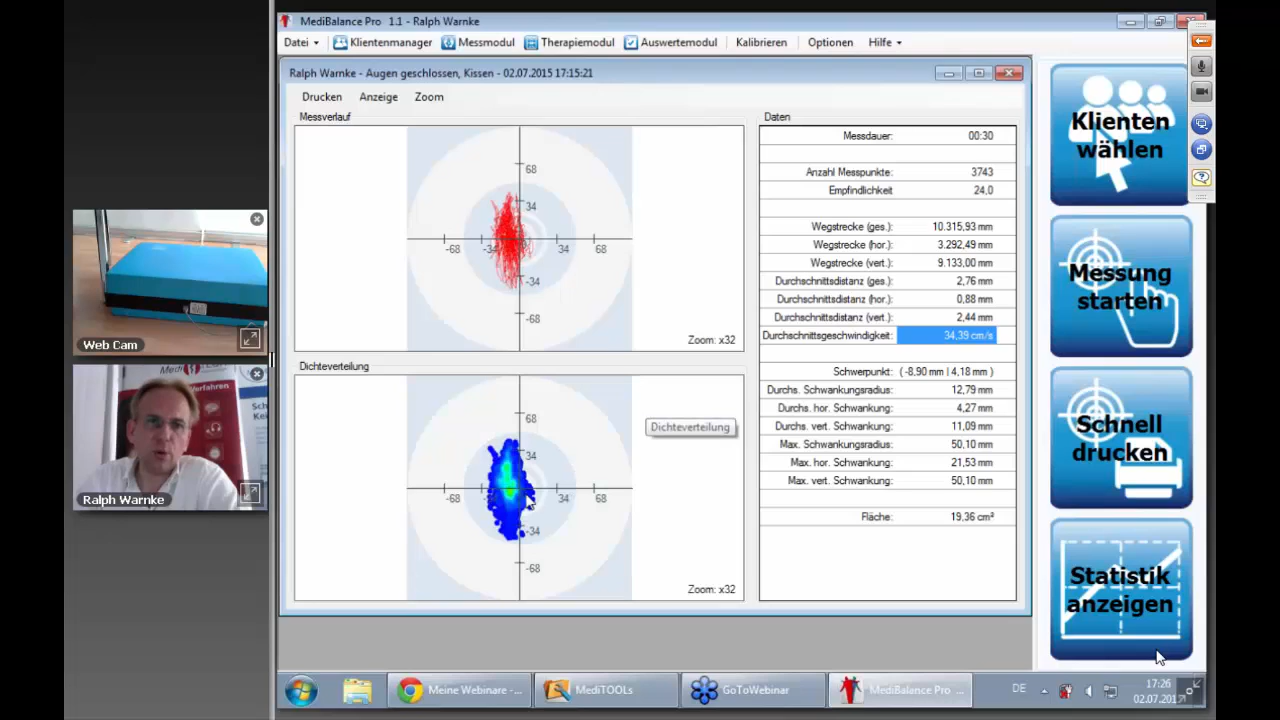 MediBalance Pro 1.1 - Ralph Warnke
Datei Klientenmanager Messmodul Therapiemodul Auswertemodul Kalibrieren Optionen Hilfe
Ralph Warnke - Augen geschlossen, Kissen - 02.07.2015 17:15:21
Drucken Anzeige Zoom
Messverlauf
68
34
-68 -34 34 68
-34
-68
Zoom: x32
Dichteverteilung
68
34
-68 34 68
-34
-68
Zoom: x32
Dichteverteilung
Daten
Messdauer: 00:30
Anzahl Messpunkte: 3743
Empfindlichkeit 24.0
Wegstrecke (ges.): 10.315,93 mm
Wegstrecke (hor.): 3.292,49 mm
Wegstrecke (vert.): 9.133,00 mm
Durchschnittsdistanz (ges.): 2,76 mm
Durchschnittsdistanz (hor.): 0,88 mm
Durchschnittsdistanz (vert.): 2,44 mm
Durchschnittsgeschwindigkeit: 34,39 cm/s
Schwerpunkt: ( -8,90 mm | 4,18 mm )
Durchs. Schwankungsradius: 12,79 mm
Durchs. hor. Schwankung: 4,27 mm
Durchs. vert. Schwankung: 11,09 mm
Max. Schwankungsradius: 50,10 mm
Max. hor. Schwankung: 21,53 mm
Max. vert. Schwankung: 50,10 mm
Fläche: 19,36 cm²
Klienten
wählen
Messung
starten
Schnell
drucken
Statistik
anzeigen
Web Cam
Ralph Warnke
Meine Webinare - ...
MediTOOLs
GoToWebinar
MediBalance Pro ...
DE
17:26
02.07.201